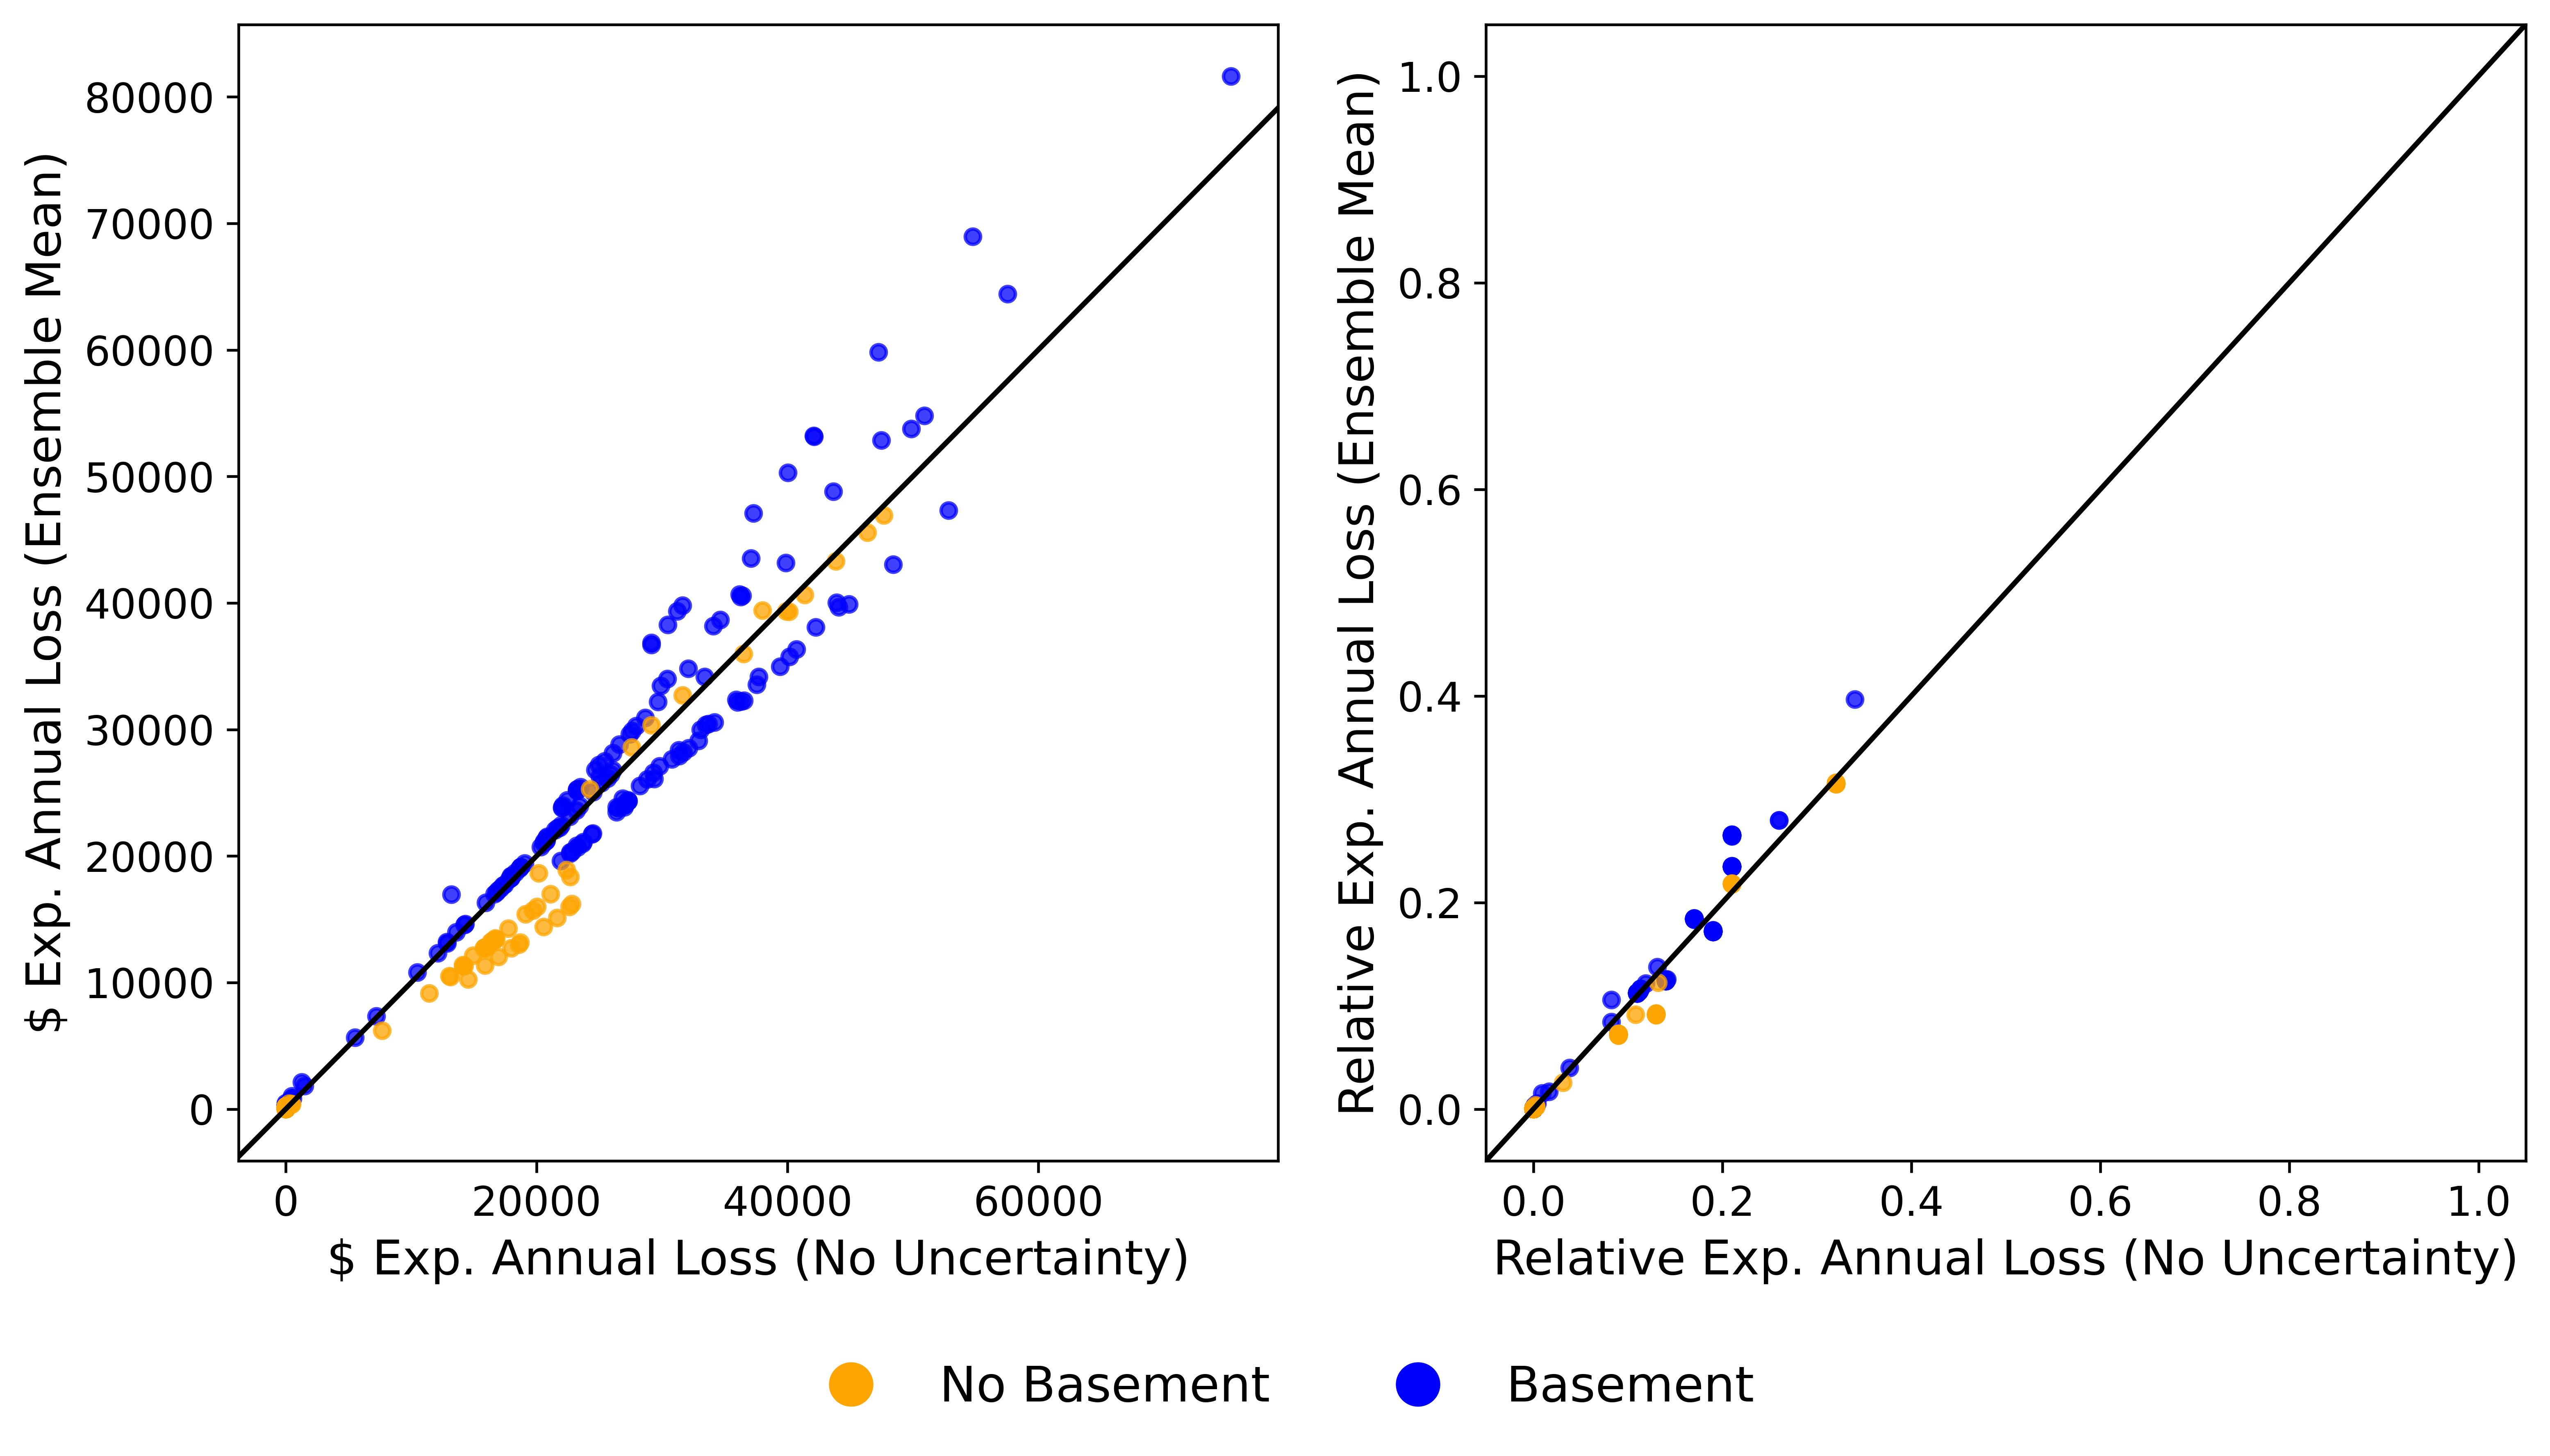 $ Exp. Annual Loss (Ensemble Mean)
80000
70000
60000
50000
40000
30000
20000
10000
0
0 20000 40000 60000
$ Exp. Annual Loss (No Uncertainty)
Relative Exp. Annual Loss (Ensemble Mean)
1.0
0.8
0.6
0.4
0.2
0.0
0.0 0.2 0.4 0.6 0.8 1.0
Relative Exp. Annual Loss (No Uncertainty)
No Basement Basement